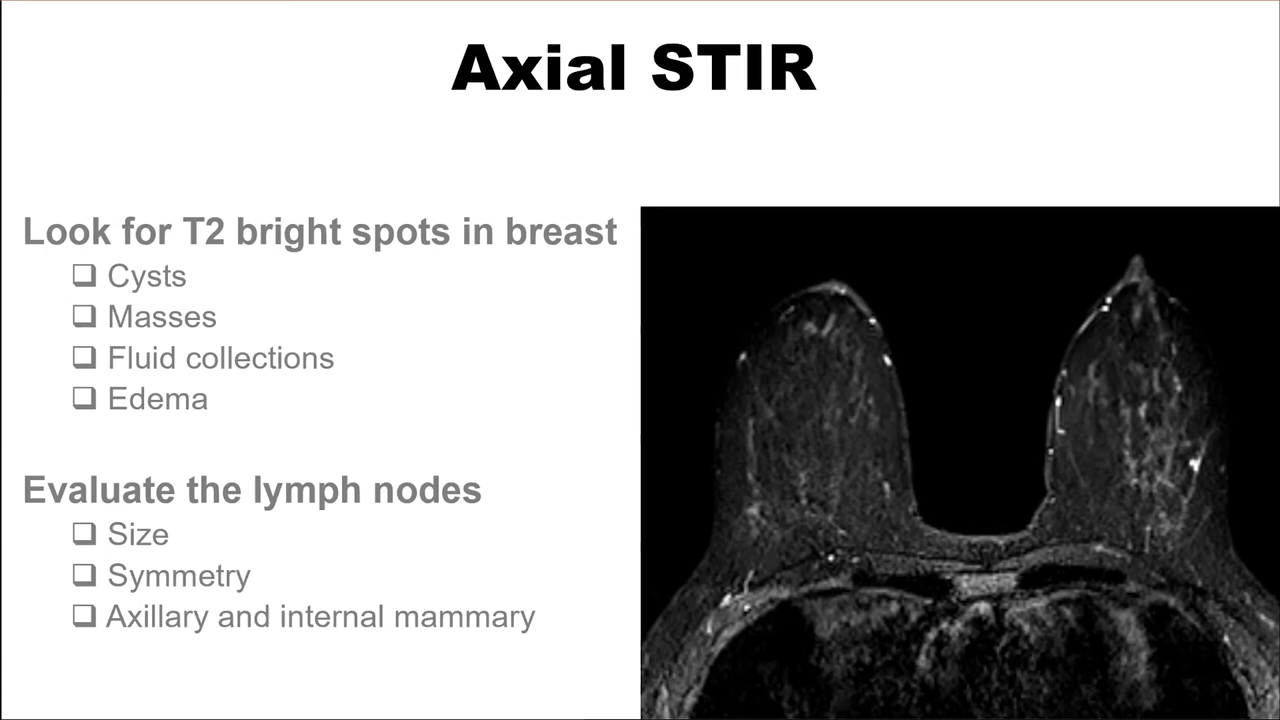 Axial STIR
Look for T2 bright spots in breast
❑ Cysts
❑ Masses
❑ Fluid collections
❑ Edema
Evaluate the lymph nodes
❑ Size
❑ Symmetry
❑ Axillary and internal mammary